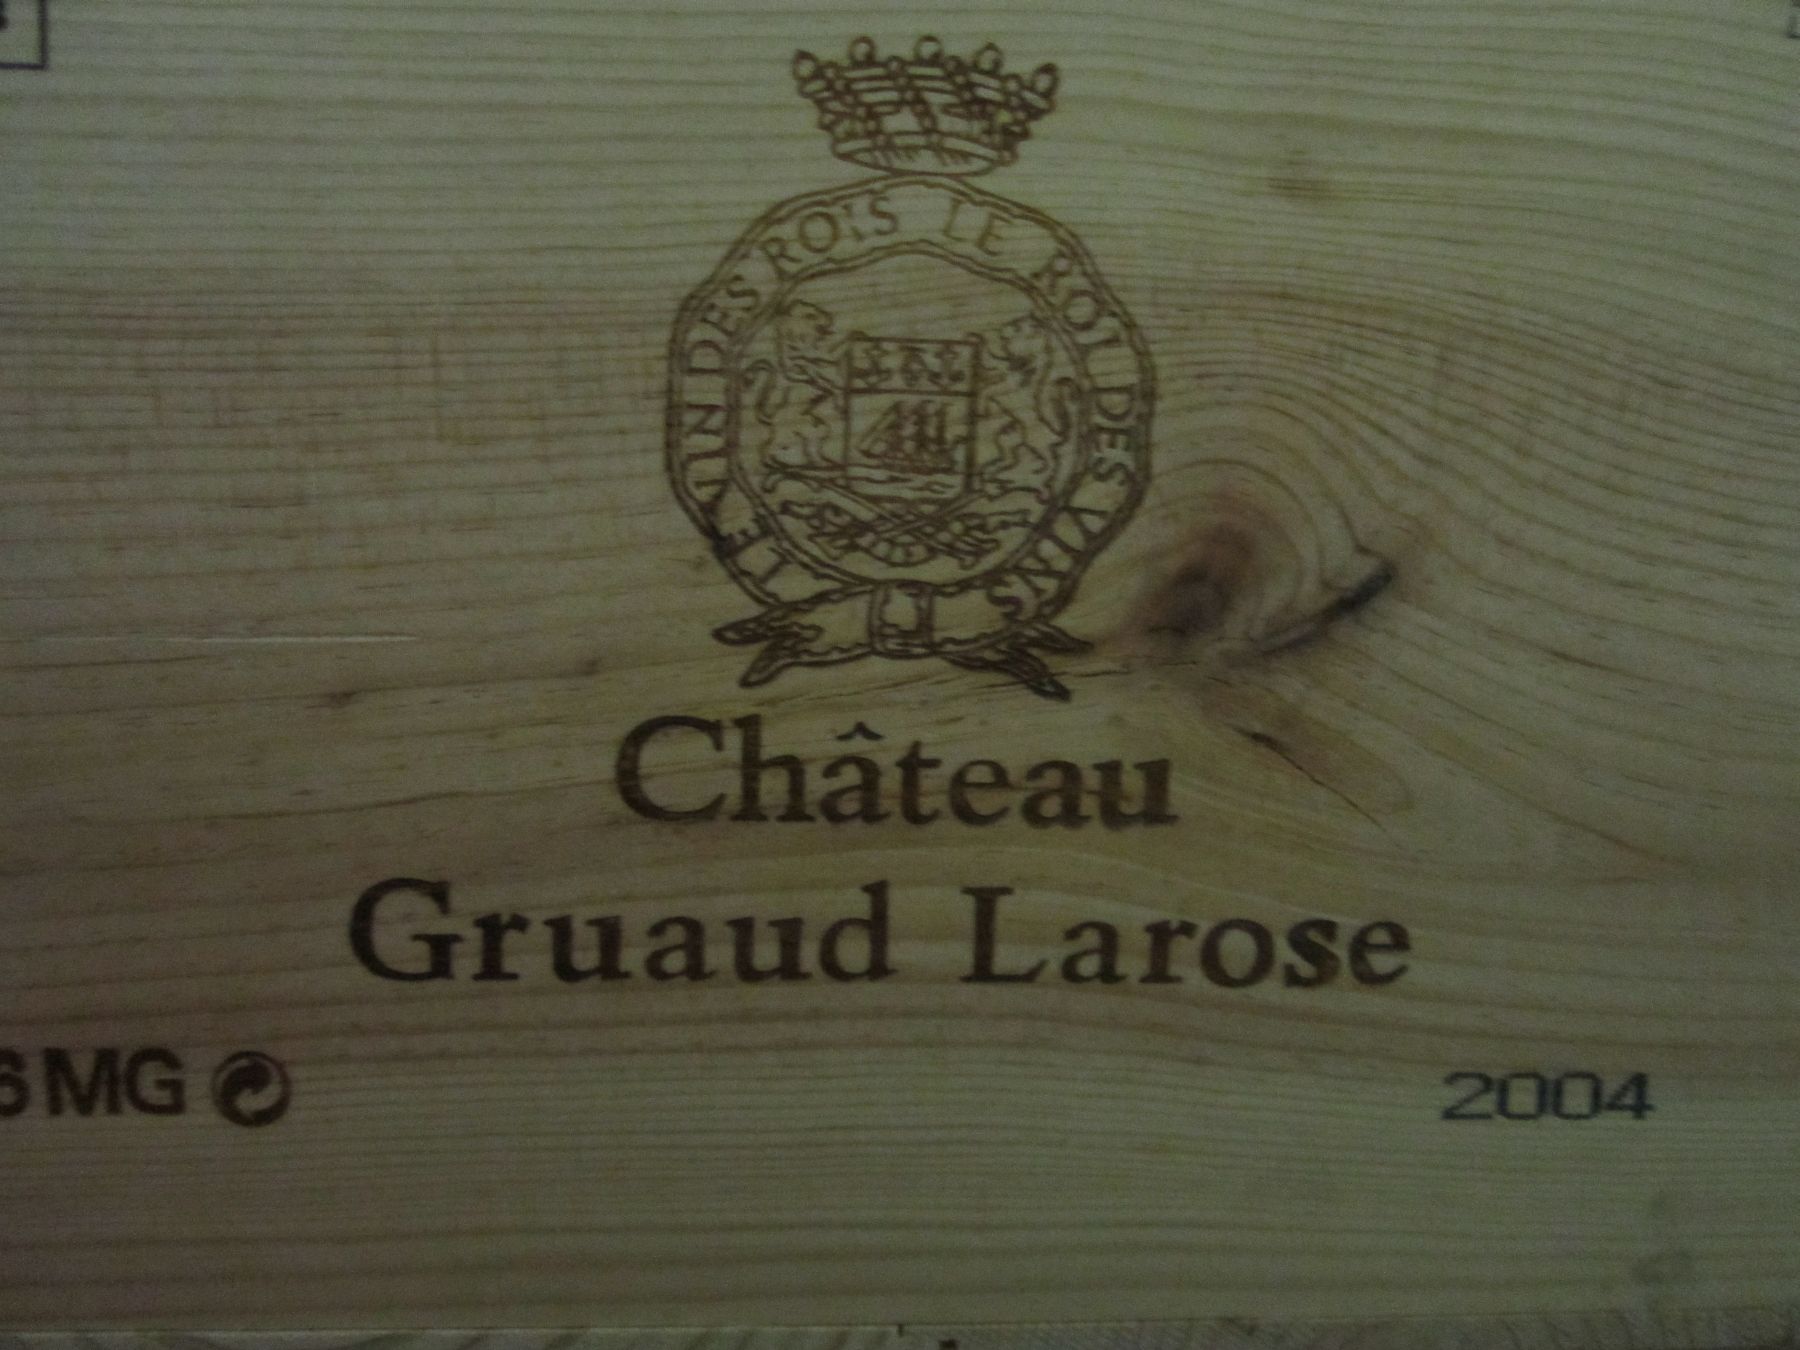 LE VIN DES ROIS LE ROI DES VINS
Château
Gruaud Larose
6 MG
2004